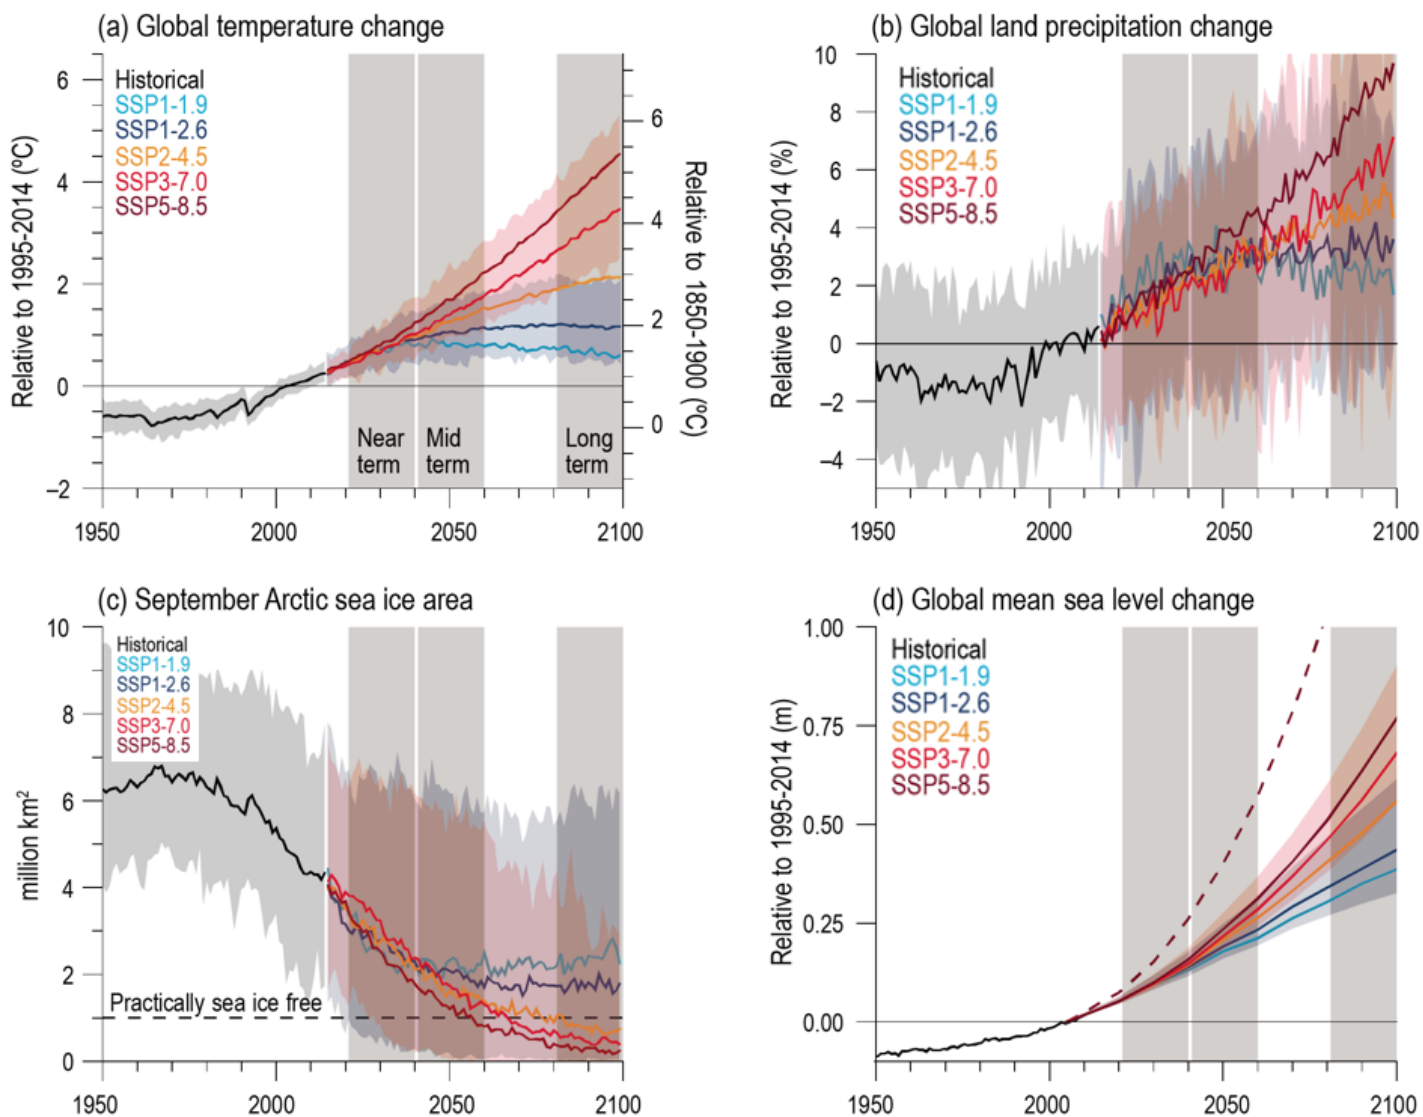 (a) Global temperature change
6
4
2
0
–2
Relative to 1995-2014 (ºC)
Historical
SSP1-1.9
SSP1-2.6
SSP2-4.5
SSP3-7.0
SSP5-8.5
Near term
Mid term
Long term
6
4
2
0
Relative to 1850-1900 (ºC)
1950 2000 2050 2100
(b) Global land precipitation change
10
8
6
4
2
0
–2
–4
Relative to 1995-2014 (%)
Historical
SSP1-1.9
SSP1-2.6
SSP2-4.5
SSP3-7.0
SSP5-8.5
1950 2000 2050 2100
(c) September Arctic sea ice area
10
8
6
4
2
0
million km²
Historical
SSP1-1.9
SSP1-2.6
SSP2-4.5
SSP3-7.0
SSP5-8.5
Practically sea ice free
1950 2000 2050 2100
(d) Global mean sea level change
1.00
0.75
0.50
0.25
0.00
Relative to 1995-2014 (m)
Historical
SSP1-1.9
SSP1-2.6
SSP2-4.5
SSP3-7.0
SSP5-8.5
1950 2000 2050 2100